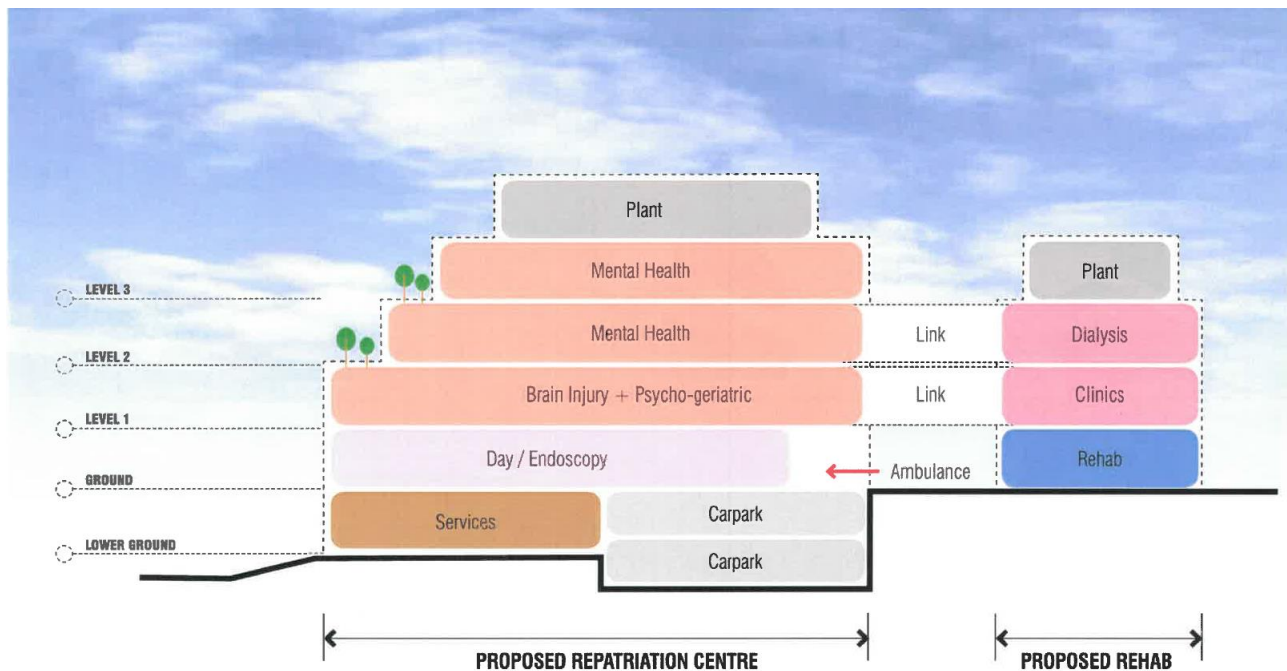 Plant
Mental Health
Plant
LEVEL 3
Mental Health
Link
Dialysis
LEVEL 2
Brain Injury + Psycho-geriatric
Link
Clinics
LEVEL 1
Day / Endoscopy
Ambulance
Rehab
GROUND
Services
Carpark
LOWER GROUND
Carpark
PROPOSED REPATRIATION CENTRE
PROPOSED REHAB